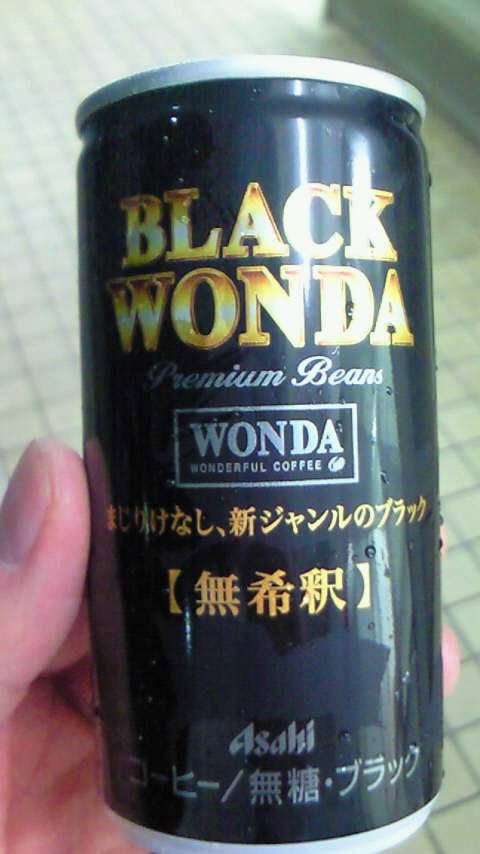 BLACK
WONDA
Premium Beans
WONDA
WONDERFUL COFFEE
まじりけなし、新ジャンルのブラック
【無希釈】
Asahi
コーヒー/無糖・ブラック